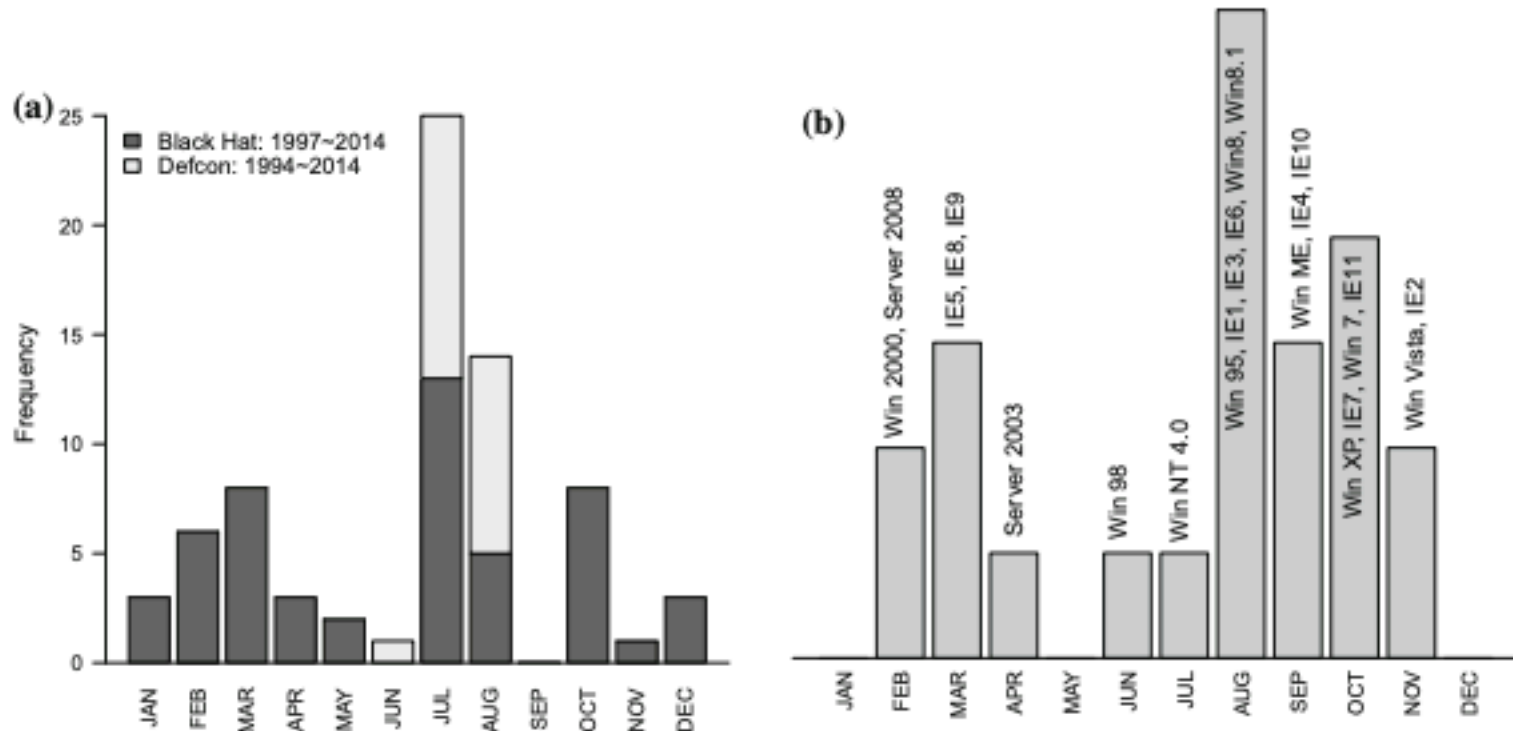 (a)
Black Hat: 1997~2014
Defcon: 1994~2014
Frequency
25
20
15
10
5
0
JAN
FEB
MAR
APR
MAY
JUN
JUL
AUG
SEP
OCT
NOV
DEC
(b)
Win 2000, Server 2008
IE5, IE8, IE9
Server 2003
Win 98
Win NT 4.0
Win 95, IE1, IE3, IE6, Win8, Win8.1
Win ME, IE4, IE10
Win XP, IE7, Win 7, IE11
Win Vista, IE2
JAN
FEB
MAR
APR
MAY
JUN
JUL
AUG
SEP
OCT
NOV
DEC